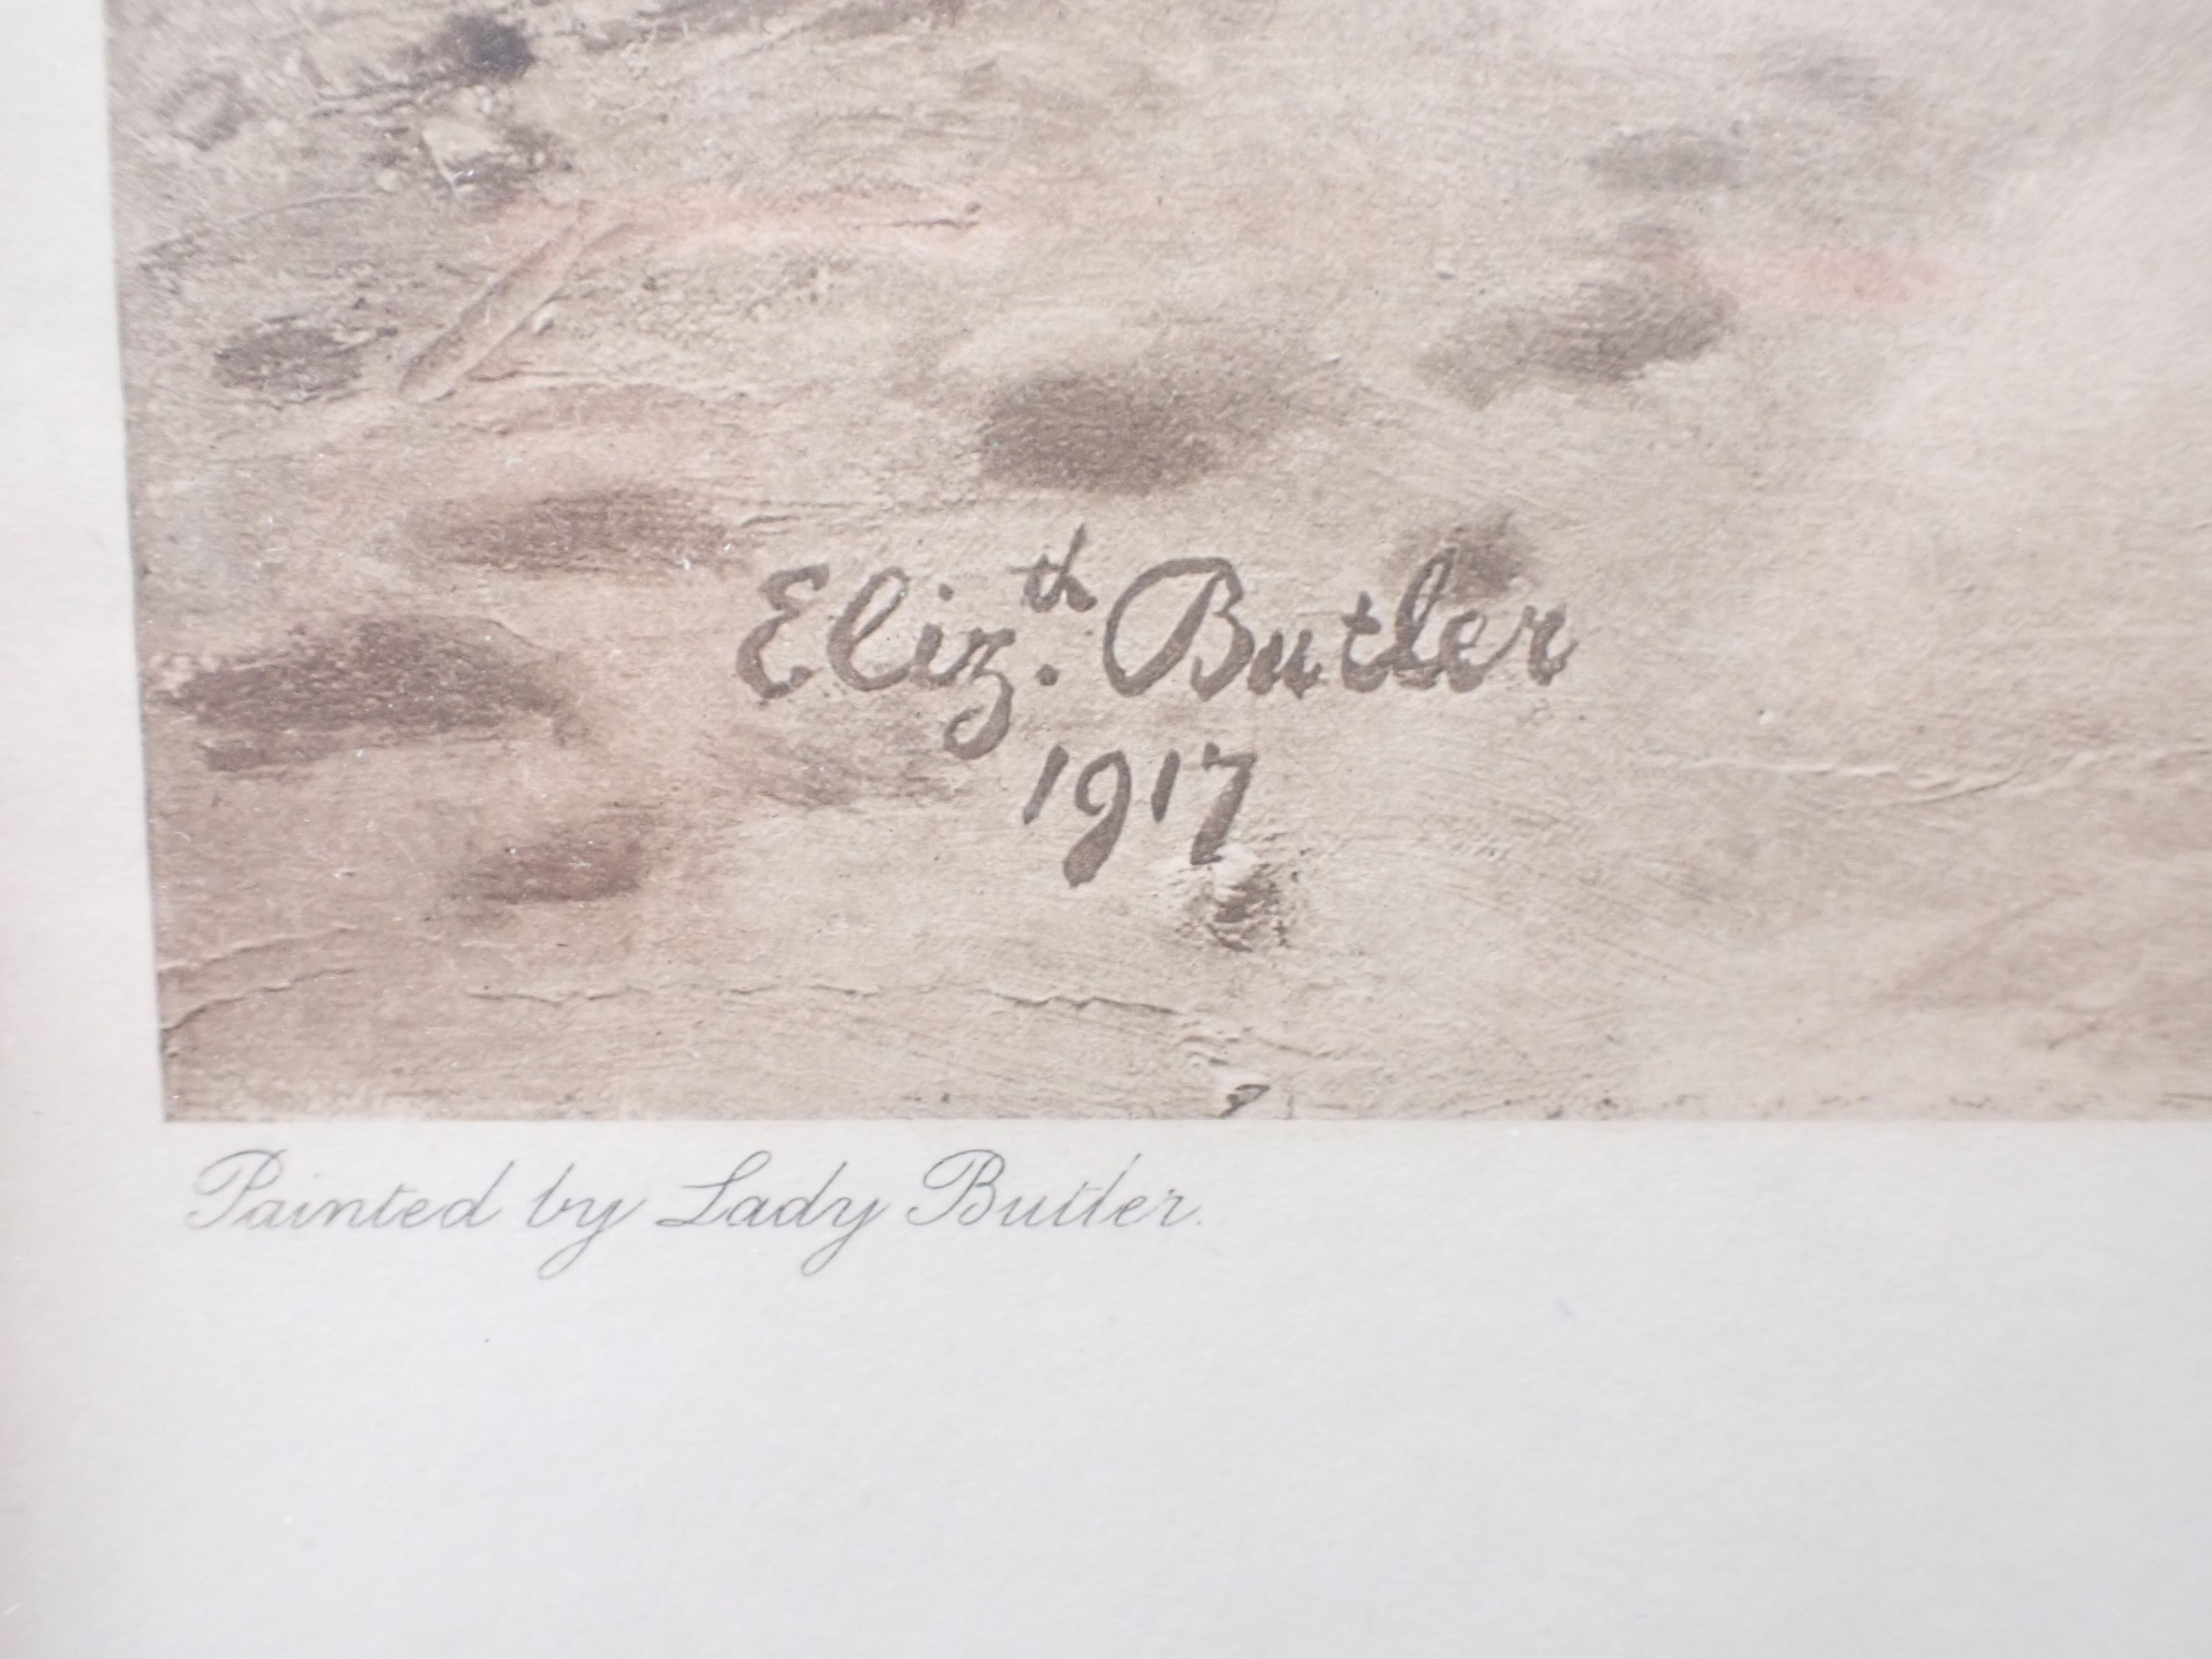 Eliz.th Butler
1917
Painted by Lady Butler.